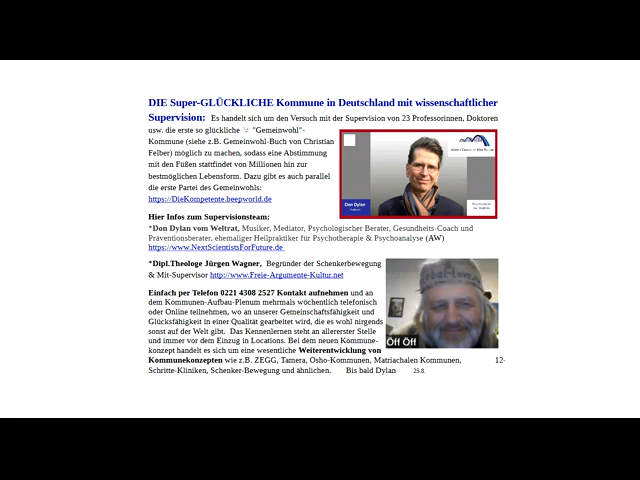 DIE Super-GLÜCKLICHE Kommune in Deutschland mit wissenschaftlicher
Supervision: Es handelt sich um den Versuch mit der Supervision von 23 Professorinnen, Doktoren
usw. die erste so glückliche "Gemeinwohl"-
Kommune (siehe z.B. Gemeinwohl-Buch von Christian
Felber) möglich zu machen, sodass eine Abstimmung
mit den Füßen stattfindet von Millionen hin zur
bestmöglichen Lebensform. Dazu gibt es auch parallel
die erste Partei des Gemeinwohls:
https://DieKompetente.beepworld.de
Don Dylan
Hier Infos zum Supervisionsteam:
*Don Dylan vom Weltrat, Musiker, Mediator, Psychologischer Berater, Gesundheits-Coach und
Präventionsberater, ehemaliger Heilpraktiker für Psychotherapie & Psychoanalyse (AW)
https://www.NextScientistsForFuture.de
*Dipl.Theologe Jürgen Wagner, Begründer der Schenkerbewegung
& Mit-Supervisor http://www.Freie-Argumente-Kultur.net
Öff Öff
Einfach per Telefon 0221 4308 2527 Kontakt aufnehmen und an
dem Kommunen-Aufbau-Plenum mehrmals wöchentlich telefonisch
oder Online teilnehmen, wo an unserer Gemeinschaftsfähigkeit und
Glücksfähigkeit in einer Qualität gearbeitet wird, die es wohl nirgends
sonst auf der Welt gibt. Das Kennenlernen steht an allererster Stelle
und immer vor dem Einzug in Locations. Bei dem neuen Kommune-
konzept handelt es sich um eine wesentliche Weiterentwicklung von
Kommunekonzepten wie z.B. ZEGG, Tamera, Osho-Kommunen, Matriachalen Kommunen, 12-
Schritte-Kliniken, Schenker-Bewegung und ähnlichen. Bis bald Dylan 25.8.